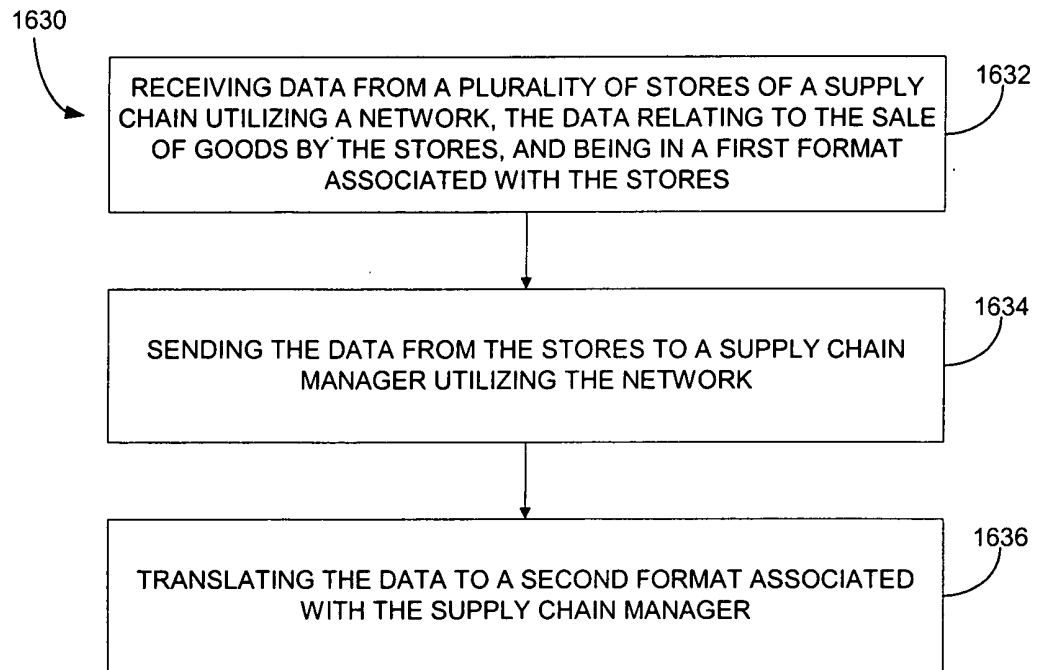 1630
RECEIVING DATA FROM A PLURALITY OF STORES OF A SUPPLY
CHAIN UTILIZING A NETWORK, THE DATA RELATING TO THE SALE
OF GOODS BY THE STORES, AND BEING IN A FIRST FORMAT
ASSOCIATED WITH THE STORES
1632
SENDING THE DATA FROM THE STORES TO A SUPPLY CHAIN
MANAGER UTILIZING THE NETWORK
1634
TRANSLATING THE DATA TO A SECOND FORMAT ASSOCIATED
WITH THE SUPPLY CHAIN MANAGER
1636